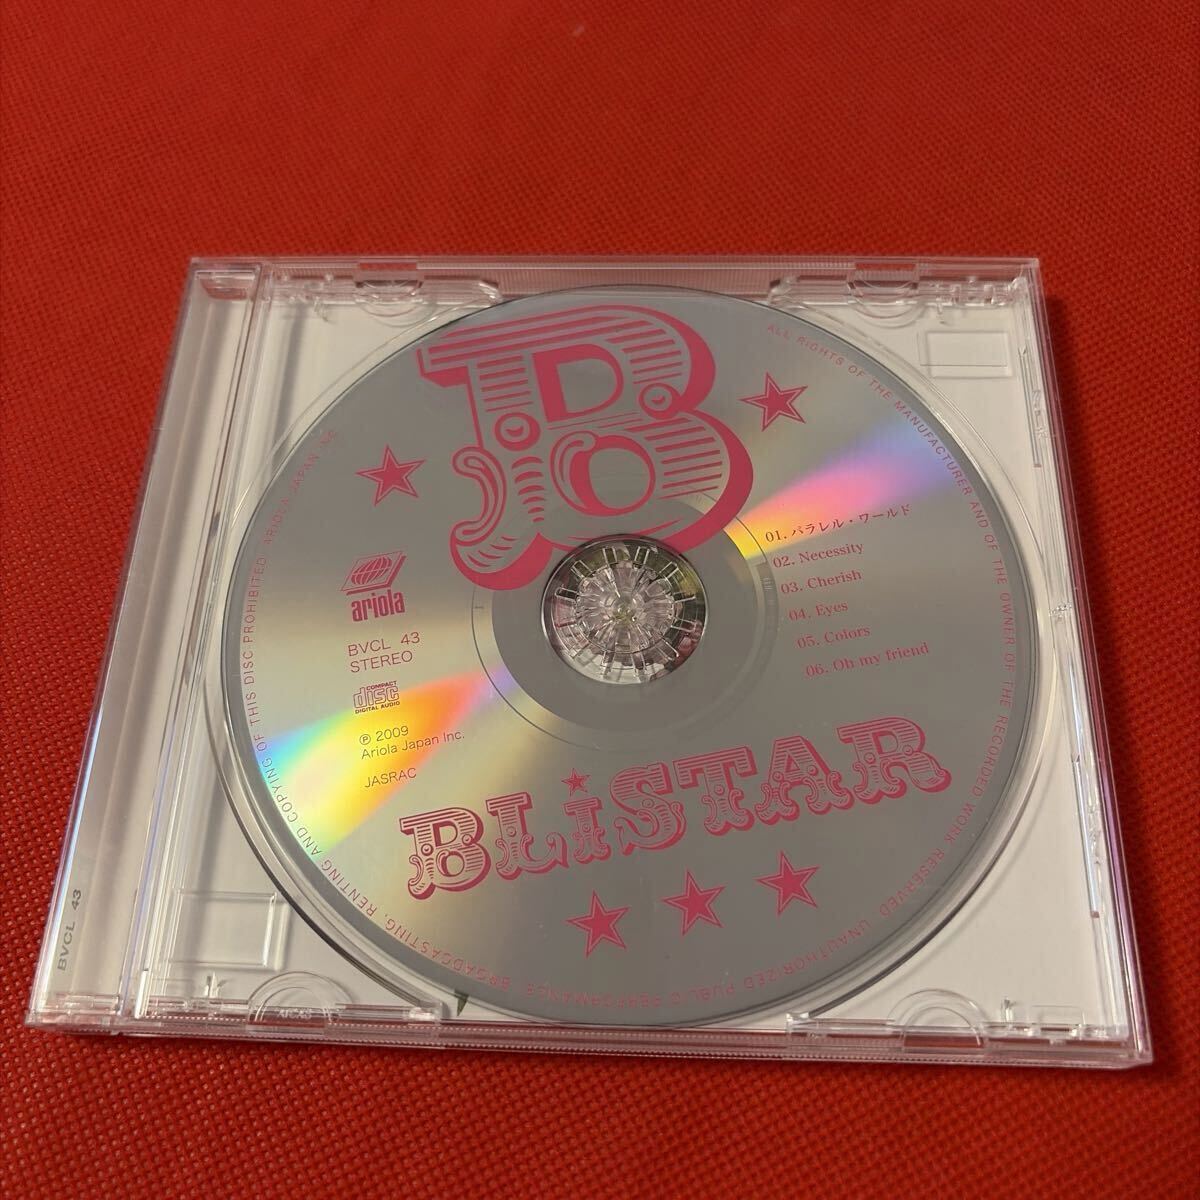 B
ALL RIGHTS OF THE MANUFACTURER AND OF THE OWNER OF THE RECORDED WORK RESERVED. UNAUTHORIZED PUBLIC PERFORMANCE, BROADCASTING, RENTING AND COPYING OF THIS DISC PROHIBITED. ARIOLA JAPAN INC.
01. パラレル・ワールド
02. Necessity
03. Cherish
04. Eyes
05. Colors
06. Oh my friend
ariola
BVCL 43
STEREO
COMPACT
disc
DIGITAL AUDIO
℗ 2009
Ariola Japan Inc.
JASRAC
BLiSTAR
BVCL 43